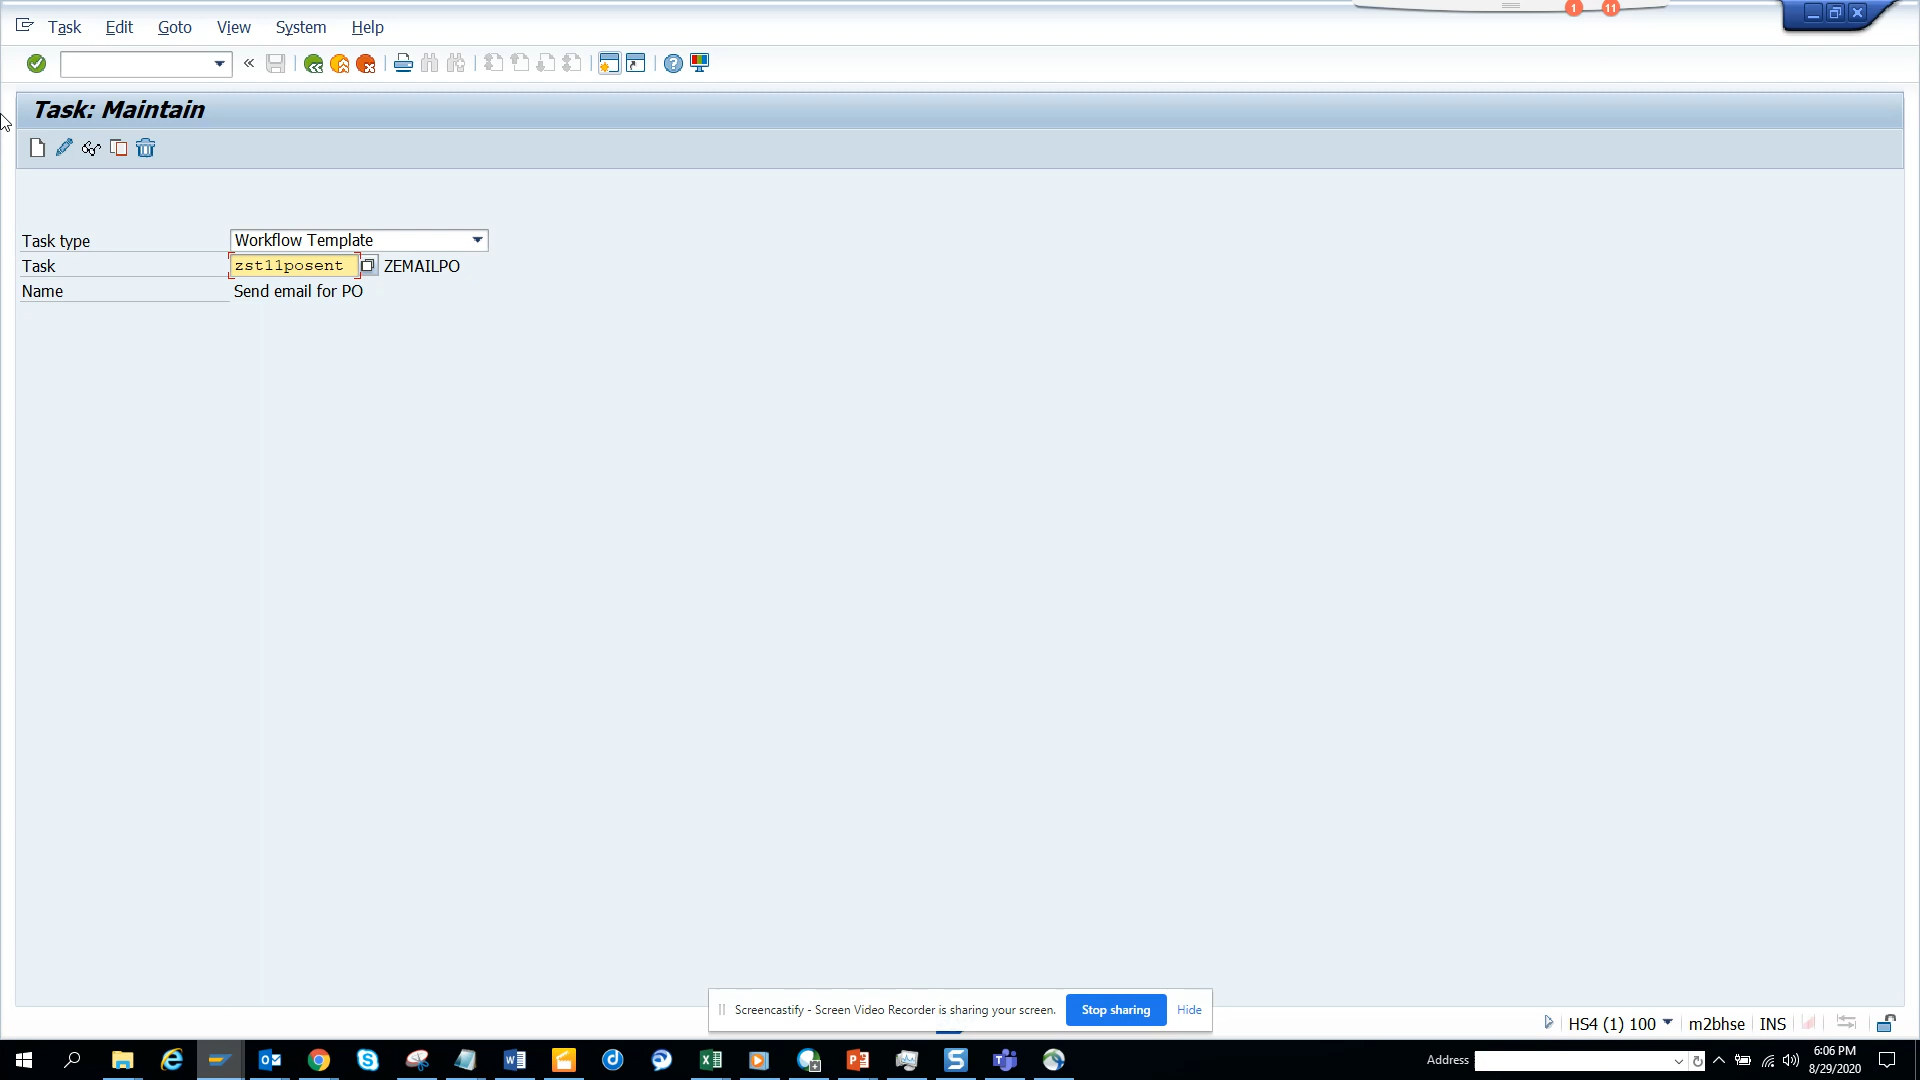 Task Edit Goto View System Help
1 11
Task: Maintain
Task type Workflow Template
Task zst11posent ZEMAILPO
Name Send email for PO
Screencastify - Screen Video Recorder is sharing your screen. Stop sharing Hide
HS4 (1) 100 m2bhse INS
Address
6:06 PM
8/29/2020